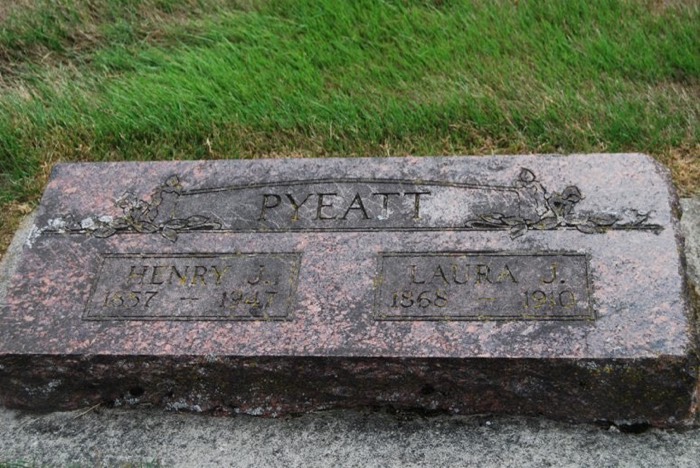 PYEATT
HENRY J. LAURA J.
1857 — 1947 1868 — 1910